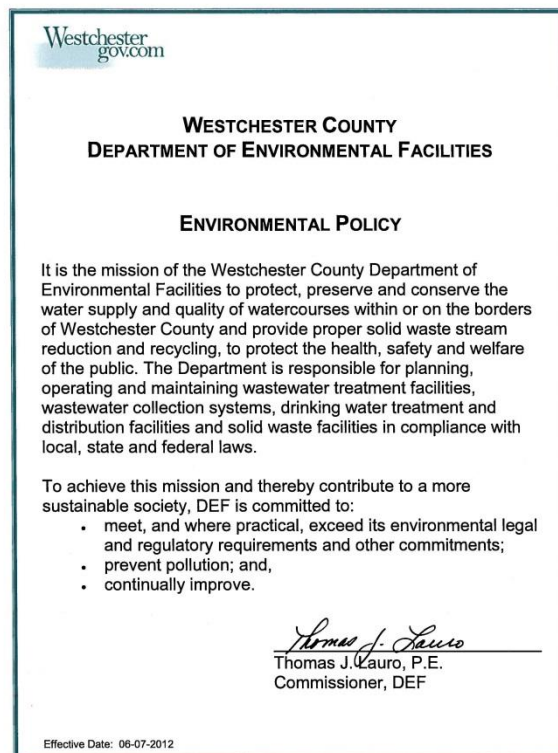 Westchester
gov.com
WESTCHESTER COUNTY
DEPARTMENT OF ENVIRONMENTAL FACILITIES
ENVIRONMENTAL POLICY
It is the mission of the Westchester County Department of
Environmental Facilities to protect, preserve and conserve the
water supply and quality of watercourses within or on the borders
of Westchester County and provide proper solid waste stream
reduction and recycling, to protect the health, safety and welfare
of the public. The Department is responsible for planning,
operating and maintaining wastewater treatment facilities,
wastewater collection systems, drinking water treatment and
distribution facilities and solid waste facilities in compliance with
local, state and federal laws.
To achieve this mission and thereby contribute to a more
sustainable society, DEF is committed to:
• meet, and where practical, exceed its environmental legal
and regulatory requirements and other commitments;
• prevent pollution; and,
• continually improve.
Thomas J. Lauro
Thomas J. Lauro, P.E.
Commissioner, DEF
Effective Date: 06-07-2012